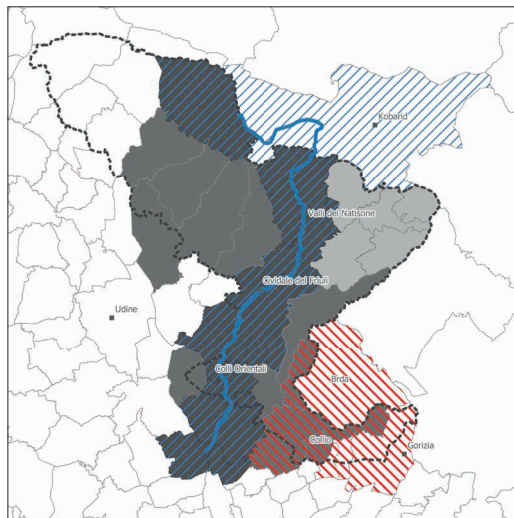 Kobarid
Valli del Natisone
Cividale del Friuli
Udine
Colli Orientali
Brda
Collio
Gorizia